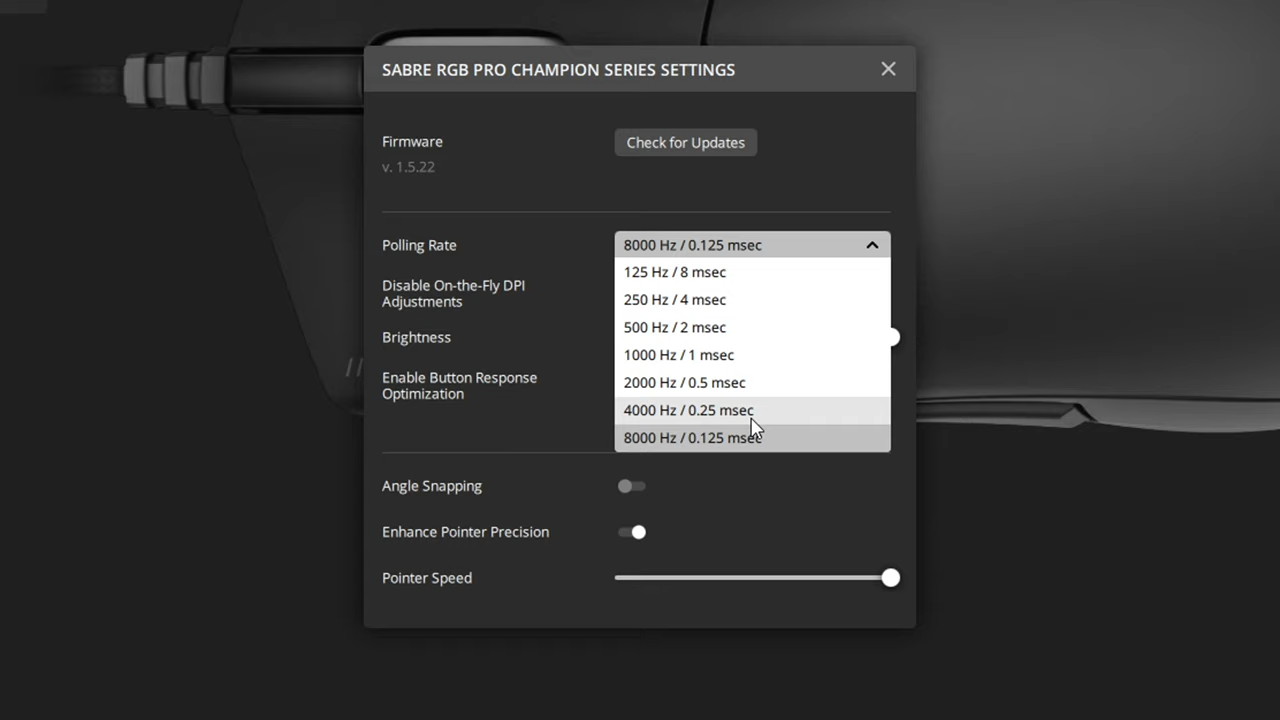 SABRE RGB PRO CHAMPION SERIES SETTINGS
Firmware
Check for Updates
v. 1.5.22
Polling Rate
8000 Hz / 0.125 msec
125 Hz / 8 msec
250 Hz / 4 msec
500 Hz / 2 msec
1000 Hz / 1 msec
2000 Hz / 0.5 msec
4000 Hz / 0.25 msec
8000 Hz / 0.125 msec
Disable On-the-Fly DPI
Adjustments
Brightness
Enable Button Response
Optimization
Angle Snapping
Enhance Pointer Precision
Pointer Speed